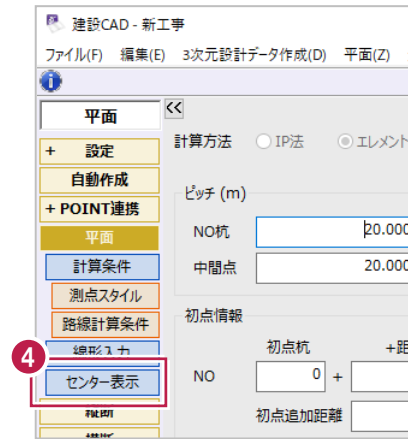 建設CAD - 新工事
ファイル(F) 編集(E) 3次元設計データ作成(D) 平面(Z)
平面
<<
+ 設定
自動作成
+ POINT連携
平面
計算条件
測点スタイル
路線計算条件
線形入力
4
センター表示
縦断
横断
計算方法 IP法 エレメント
ピッチ (m)
NO杭 20.000
中間点 20.000
初点情報
初点杭 +距
NO 0 +
初点追加距離